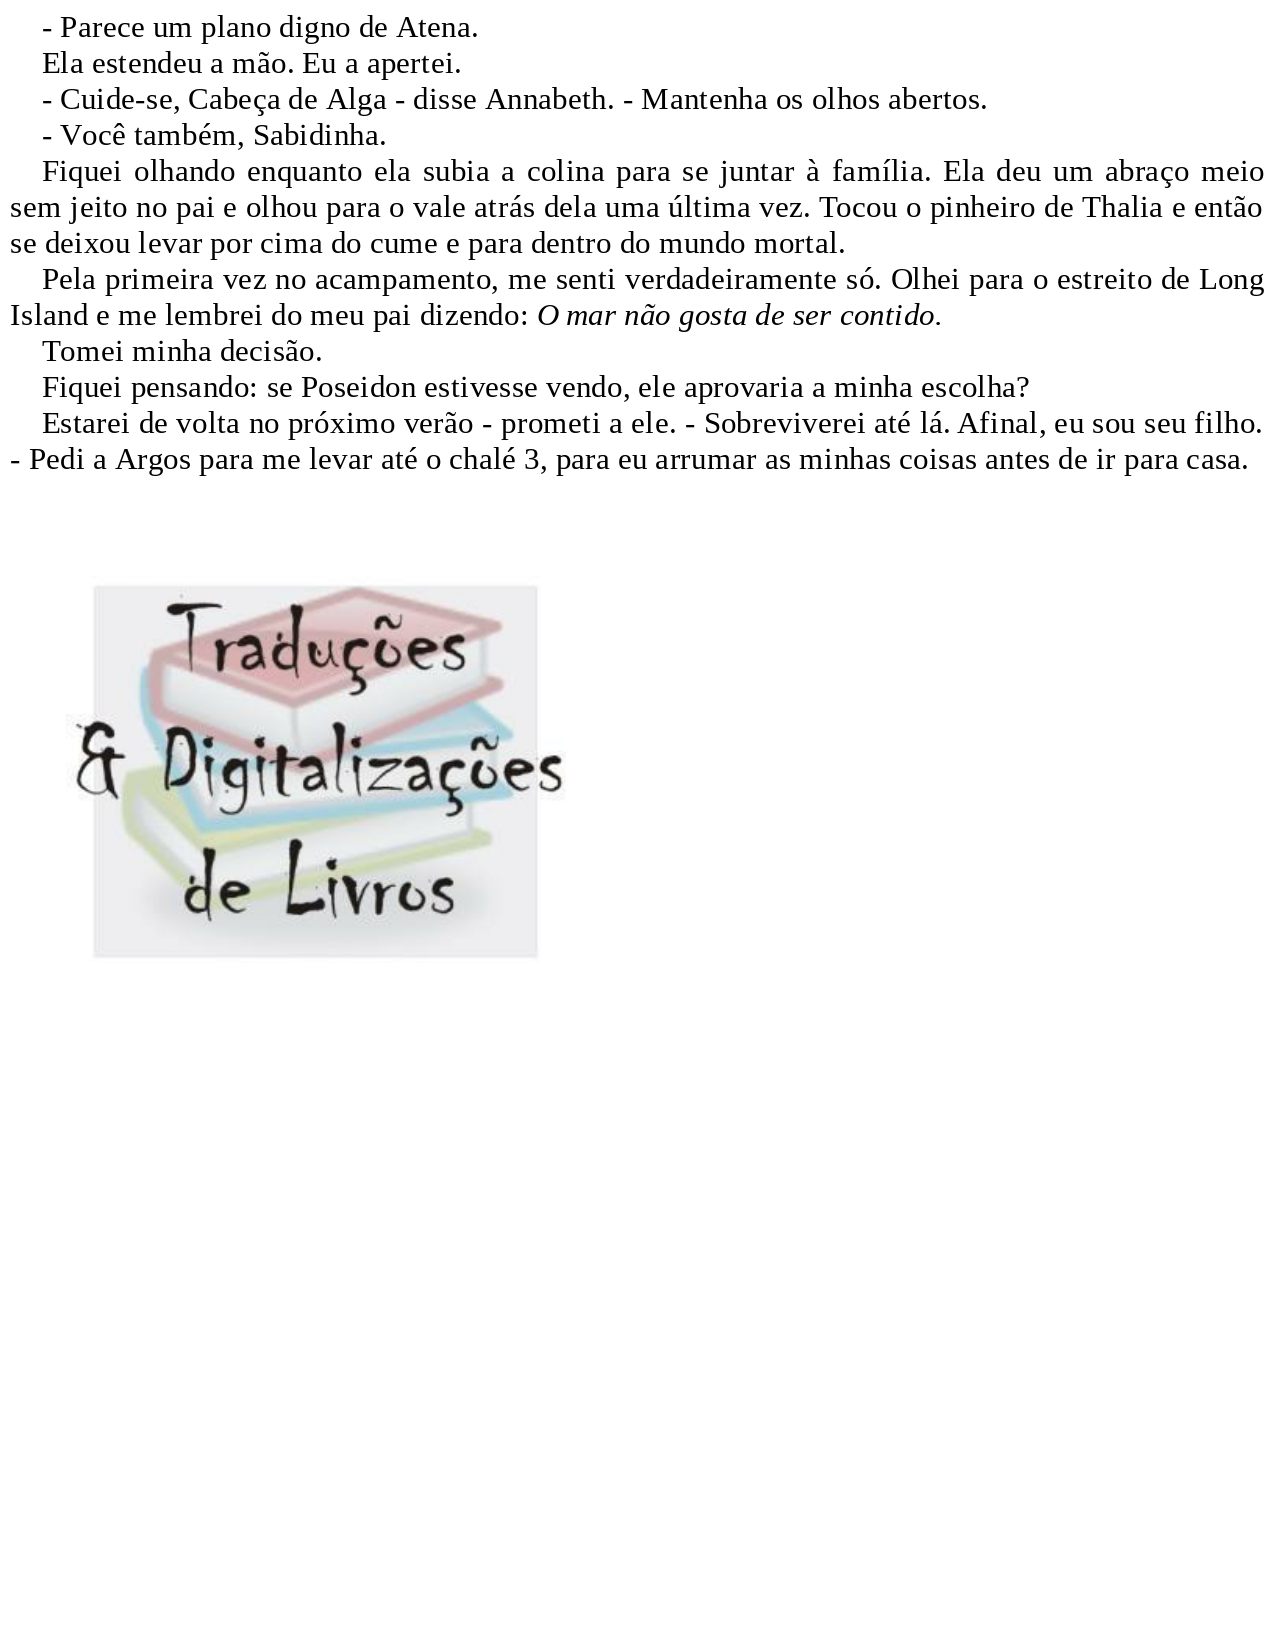 - Parece um plano digno de Atena.
Ela estendeu a mão. Eu a apertei.
- Cuide-se, Cabeça de Alga - disse Annabeth. - Mantenha os olhos abertos.
- Você também, Sabidinha.
Fiquei olhando enquanto ela subia a colina para se juntar à família. Ela deu um abraço meio
sem jeito no pai e olhou para o vale atrás dela uma última vez. Tocou o pinheiro de Thalia e então
se deixou levar por cima do cume e para dentro do mundo mortal.
Pela primeira vez no acampamento, me senti verdadeiramente só. Olhei para o estreito de Long
Island e me lembrei do meu pai dizendo: O mar não gosta de ser contido.
Tomei minha decisão.
Fiquei pensando: se Poseidon estivesse vendo, ele aprovaria a minha escolha?
Estarei de volta no próximo verão - prometi a ele. - Sobreviverei até lá. Afinal, eu sou seu filho.
- Pedi a Argos para me levar até o chalé 3, para eu arrumar as minhas coisas antes de ir para casa.
Traduções
& Digitalizações
de Livros